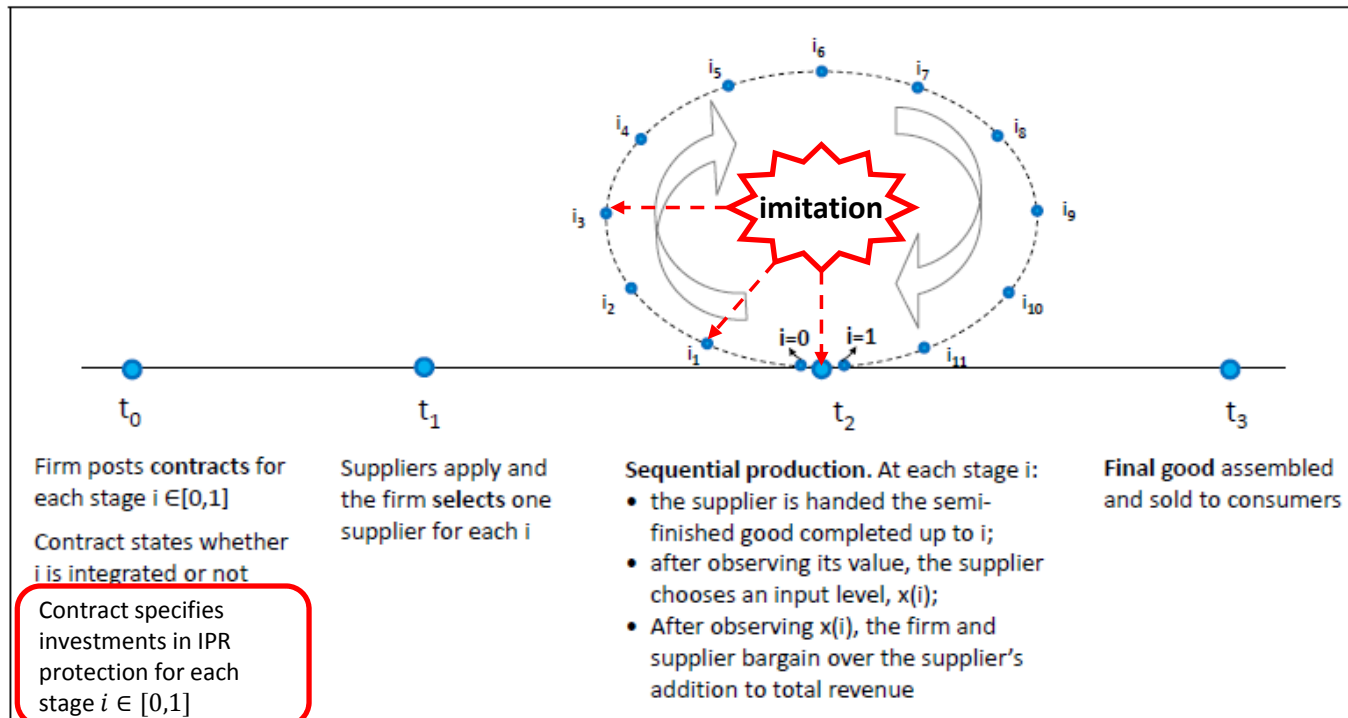 i₆
i₅
i₇
i₄
i₈
imitation
i₃
i₉
i₂
i₁₀
i=0
i=1
i₁
i₁₁
t₀
t₁
t₂
t₃
Firm posts contracts for
each stage i ∈[0,1]
Contract states whether
i is integrated or not
Contract specifies
investments in IPR
protection for each
stage 𝑖 ∈ [0,1]
Suppliers apply and
the firm selects one
supplier for each i
Sequential production. At each stage i:
• the supplier is handed the semi-
finished good completed up to i;
• after observing its value, the supplier
chooses an input level, x(i);
• After observing x(i), the firm and
supplier bargain over the supplier's
addition to total revenue
Final good assembled
and sold to consumers